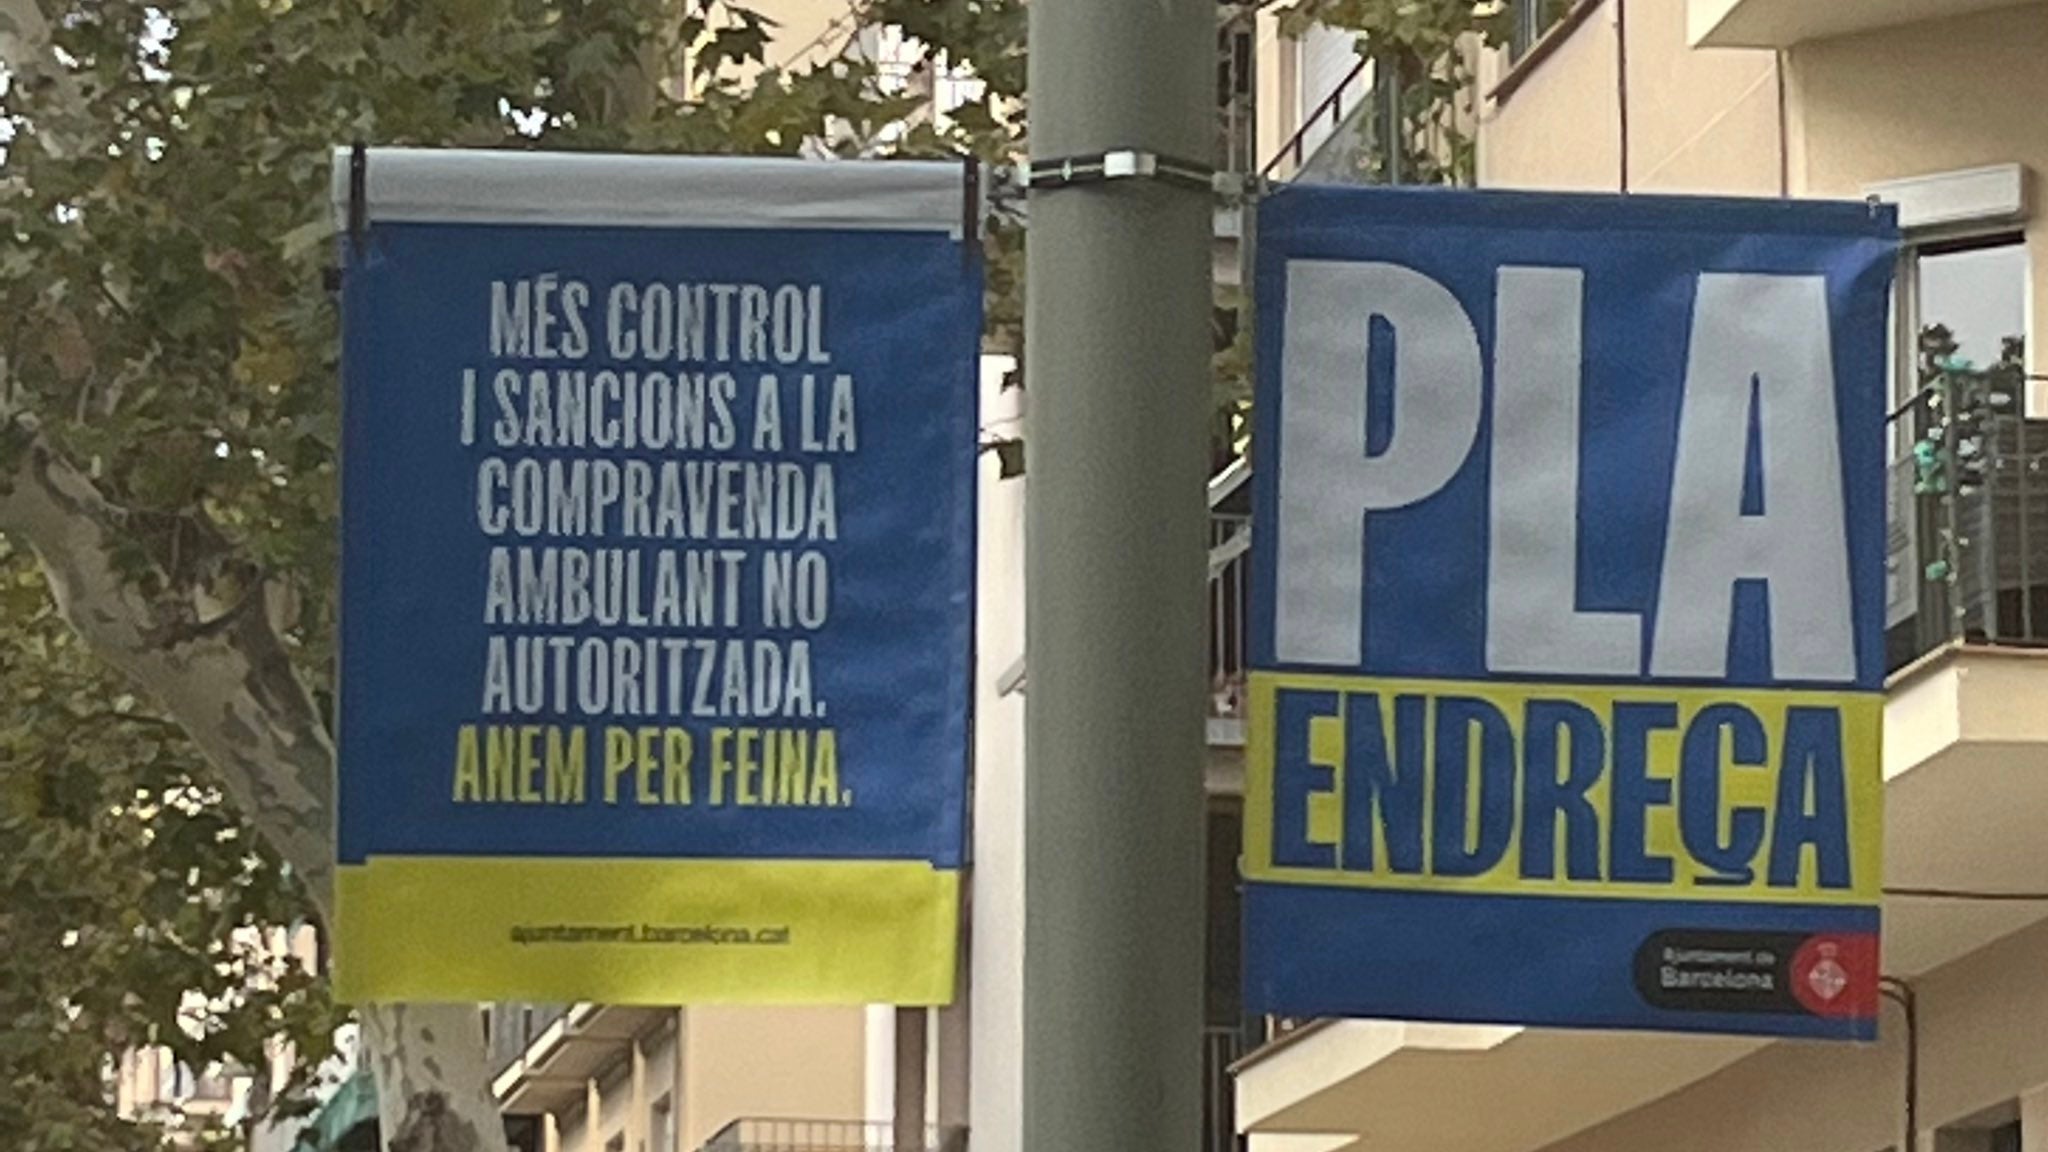 MÉS CONTROL
I SANCIONS A LA
COMPRAVENDA
AMBULANT NO
AUTORITZADA.
ANEM PER FEINA.
ajuntament.barcelona.cat
PLA
ENDREÇA
Ajuntament de
Barcelona